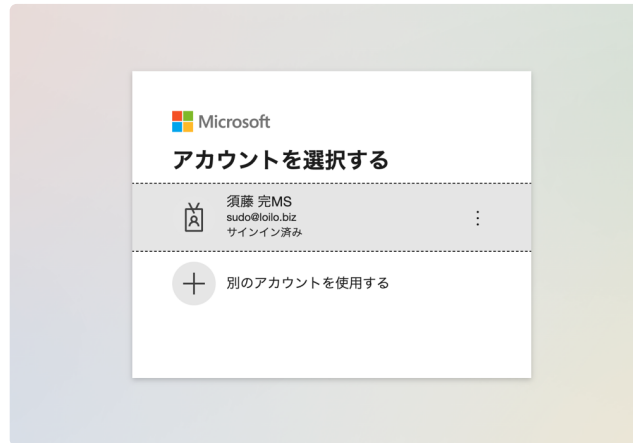 Microsoft
アカウントを選択する
須藤 完MS
sudo@loilo.biz
サインイン済み
別のアカウントを使用する